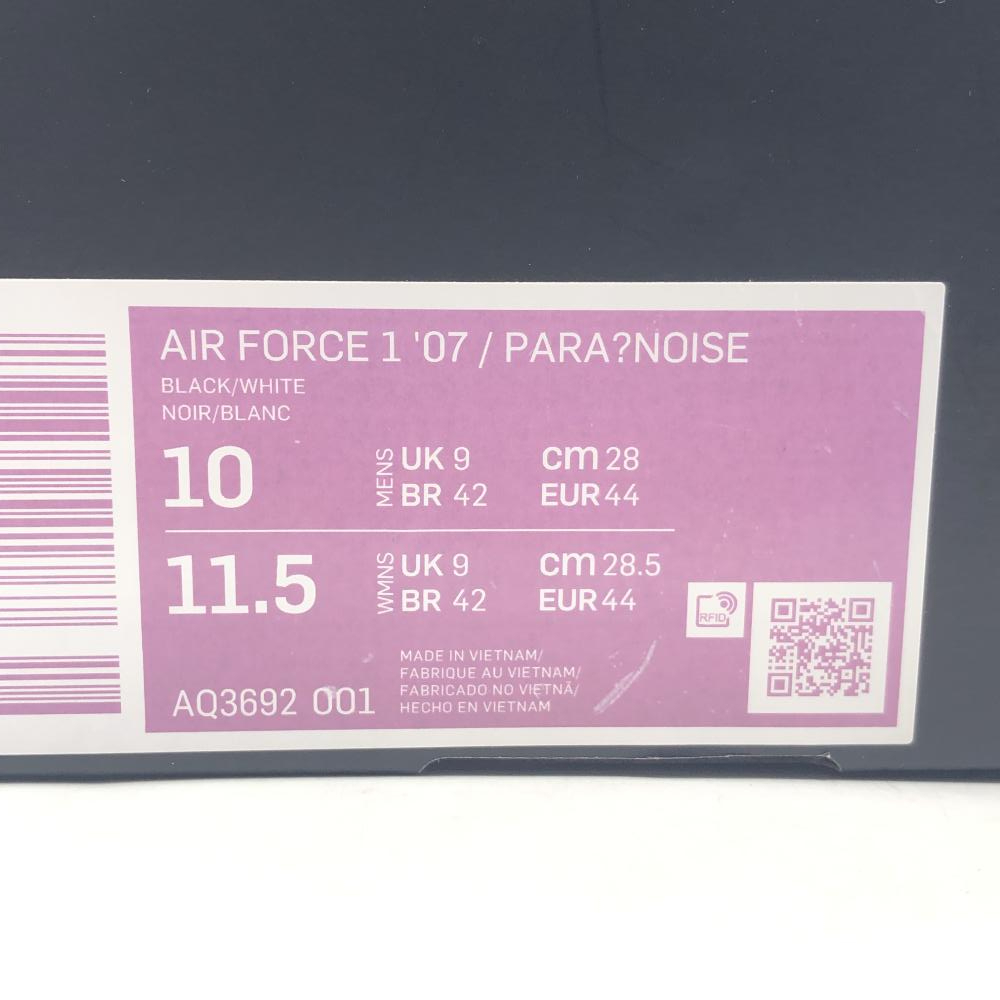 AIR FORCE 1 '07 / PARA?NOISE
BLACK/WHITE
NOIR/BLANC
10 MENS UK 9 cm 28
BR 42 EUR 44
11.5 WMNS UK 9 cm 28.5
BR 42 EUR 44
RFID
MADE IN VIETNAM/
FABRIQUE AU VIETNAM/
FABRICADO NO VIETNÃ/
HECHO EN VIETNAM
AQ3692 001